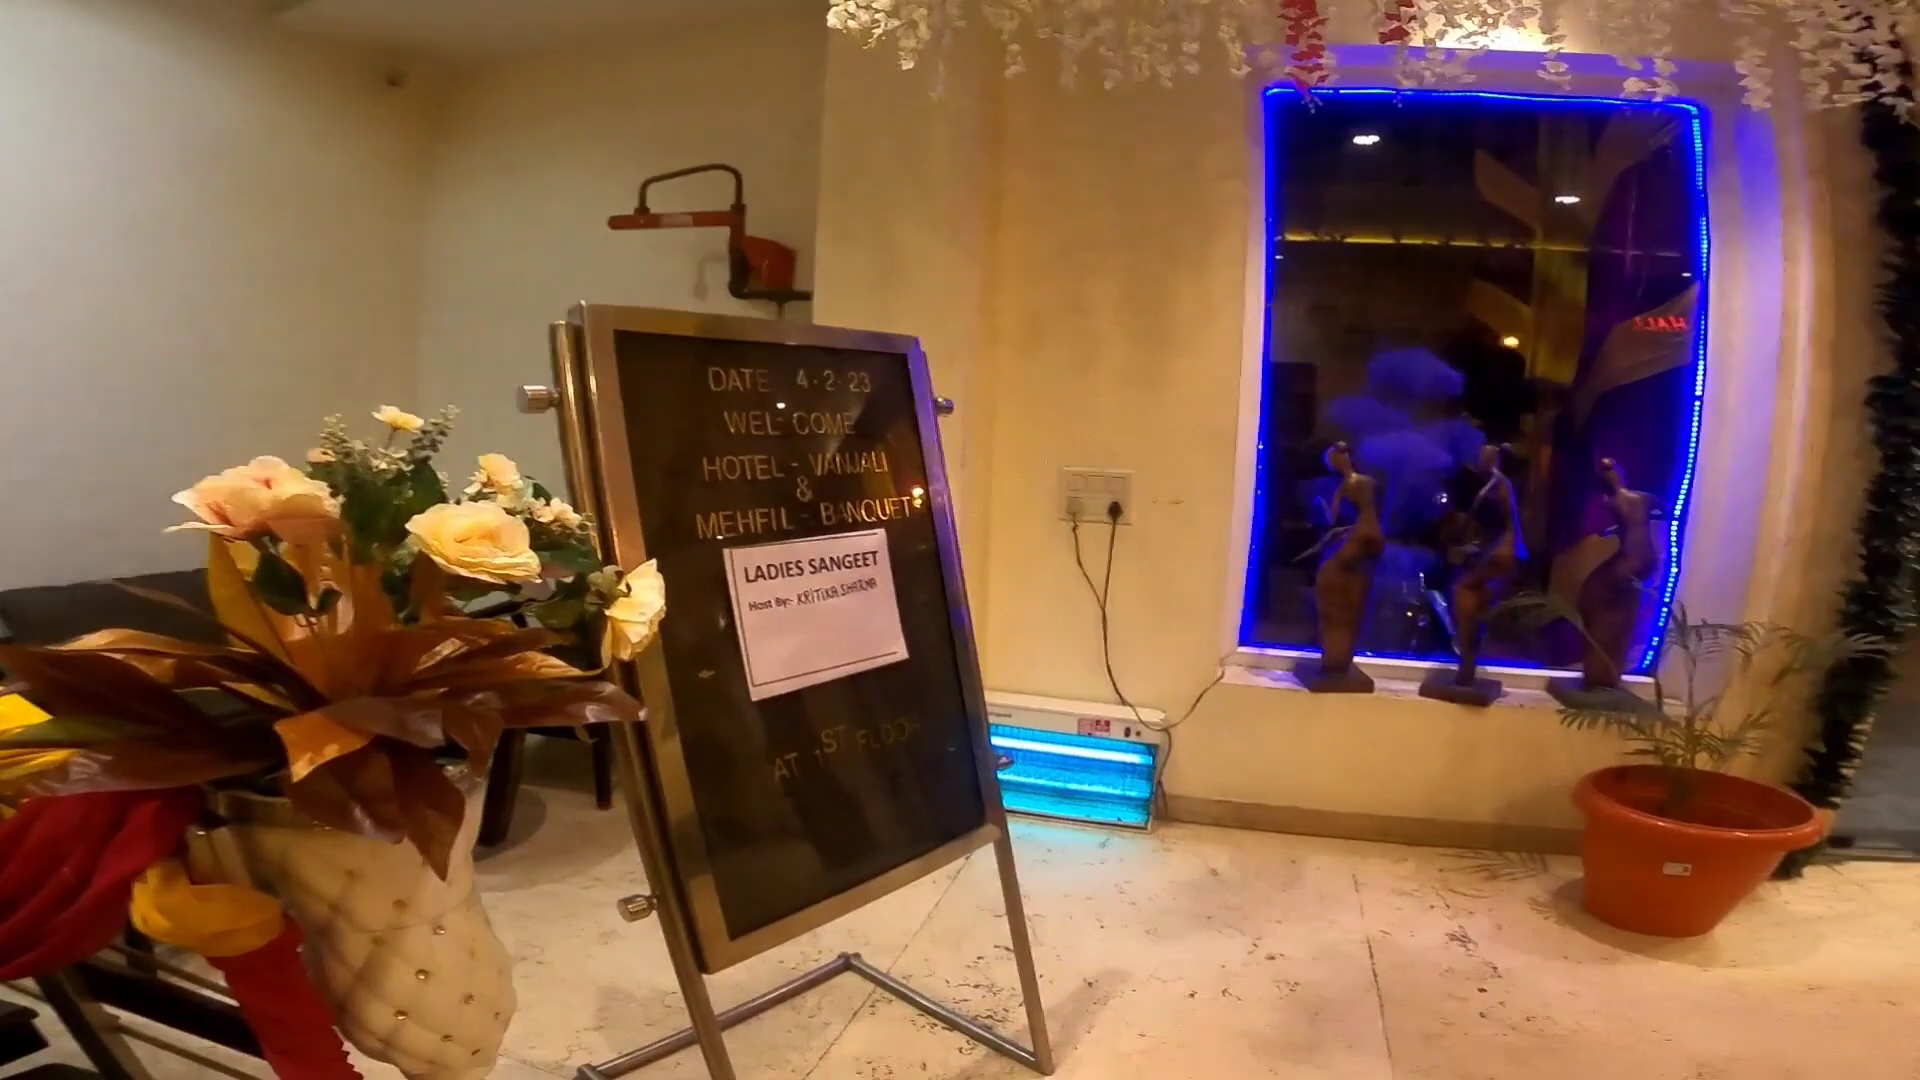 DATE 4-2-23
WEL-COME
HOTEL - VANJALI
&
MEHFIL - BANQUET
LADIES SANGEET
Host By:- KRITIKA SHARMA
AT 1ST FLOOR
HALL